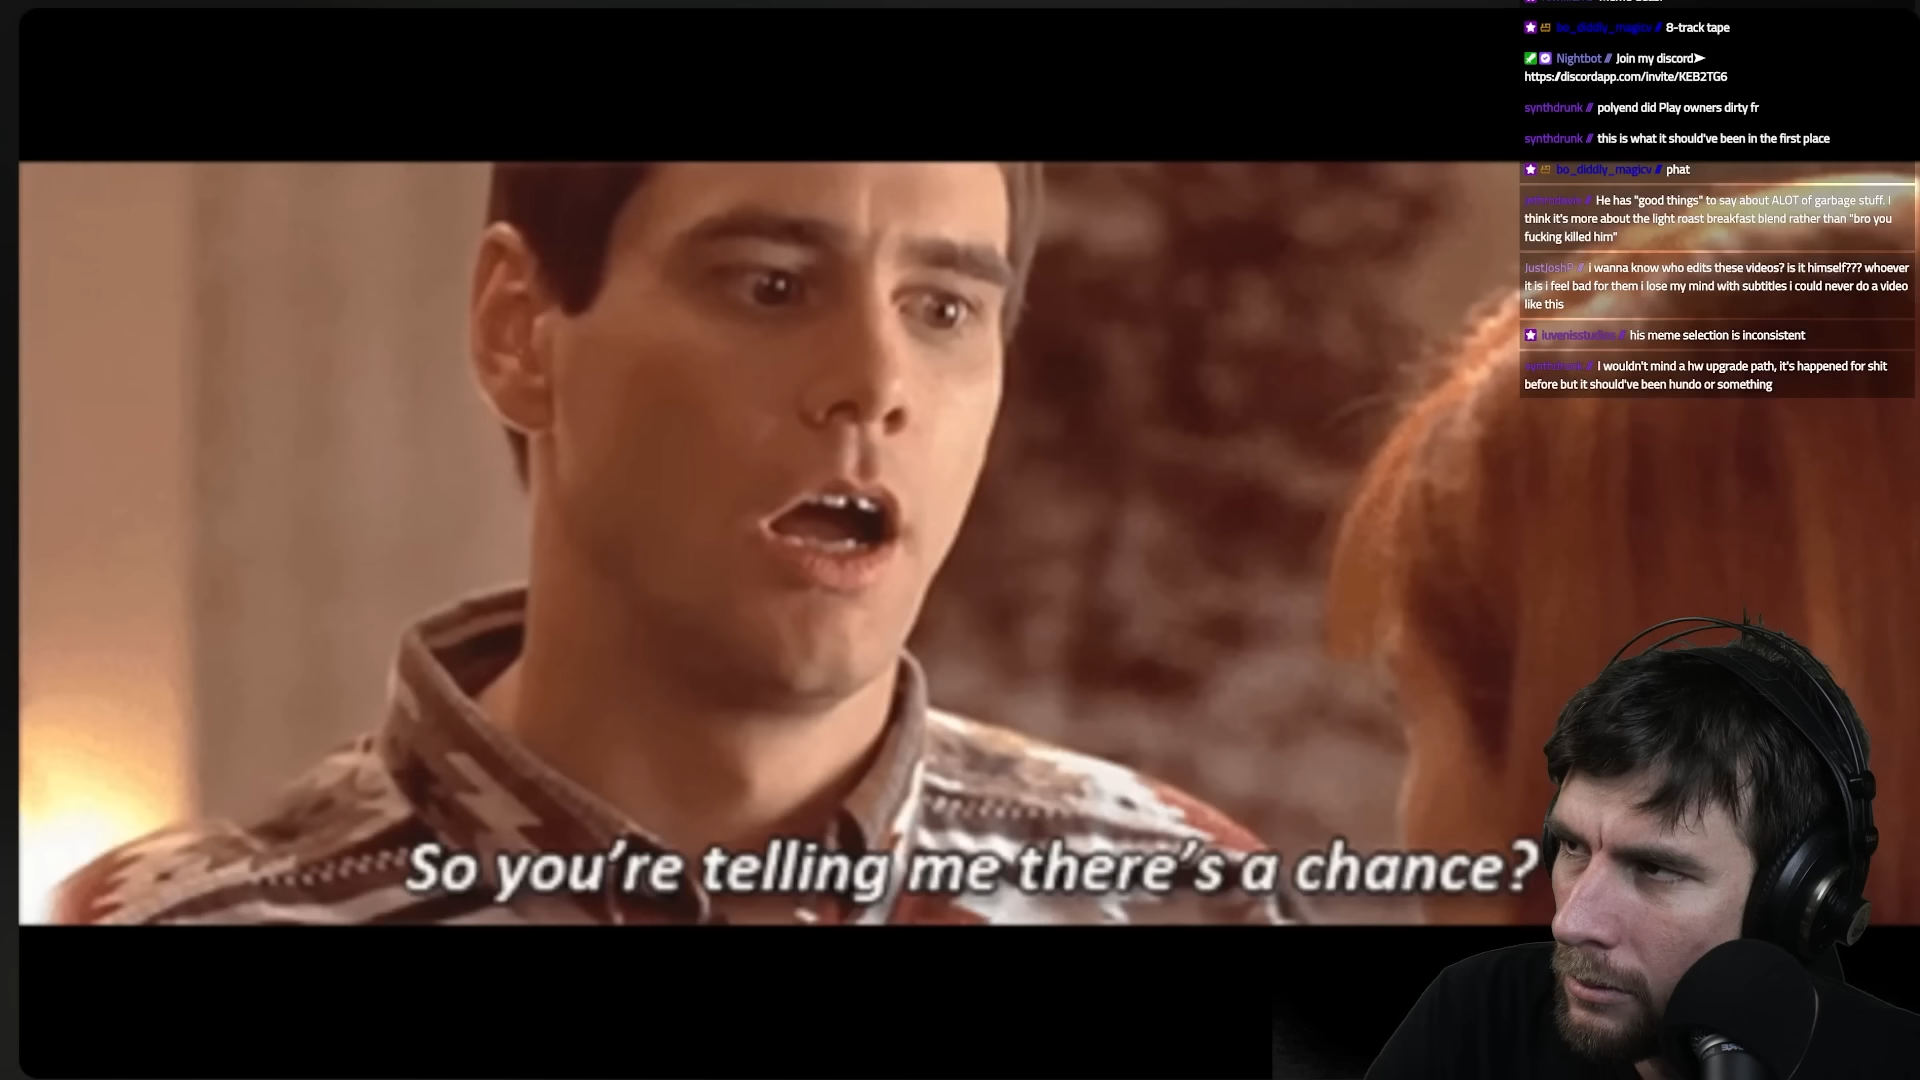 bo_diddly_magicv // 8-track tape
Nightbot // Join my discord➤
https://discordapp.com/invite/KEB2TG6
synthdrunk // polyend did Play owners dirty fr
synthdrunk // this is what it should've been in the first place
bo_diddly_magicv // phat
// He has "good things" to say about ALOT of garbage stuff. I
think it's more about the light roast breakfast blend rather than "bro you
fucking killed him"
JustJoshP // i wanna know who edits these videos? is it himself??? whoever
it is i feel bad for them i lose my mind with subtitles i could never do a video
like this
iuvenisstudios // his meme selection is inconsistent
synthdrunk // I wouldn't mind a hw upgrade path, it's happened for shit
before but it should've been hundo or something
So you're telling me there's a chance?